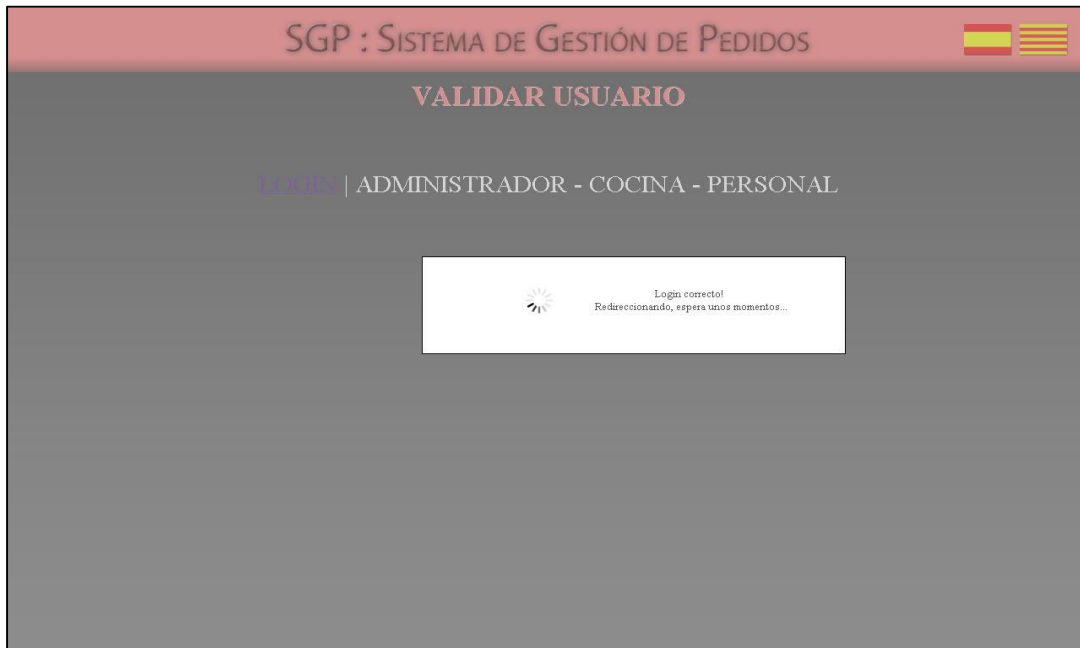 SGP : SISTEMA DE GESTIÓN DE PEDIDOS
VALIDAR USUARIO
LOGIN | ADMINISTRADOR - COCINA - PERSONAL
Login correcto!
Redireccionando, espera unos momentos...